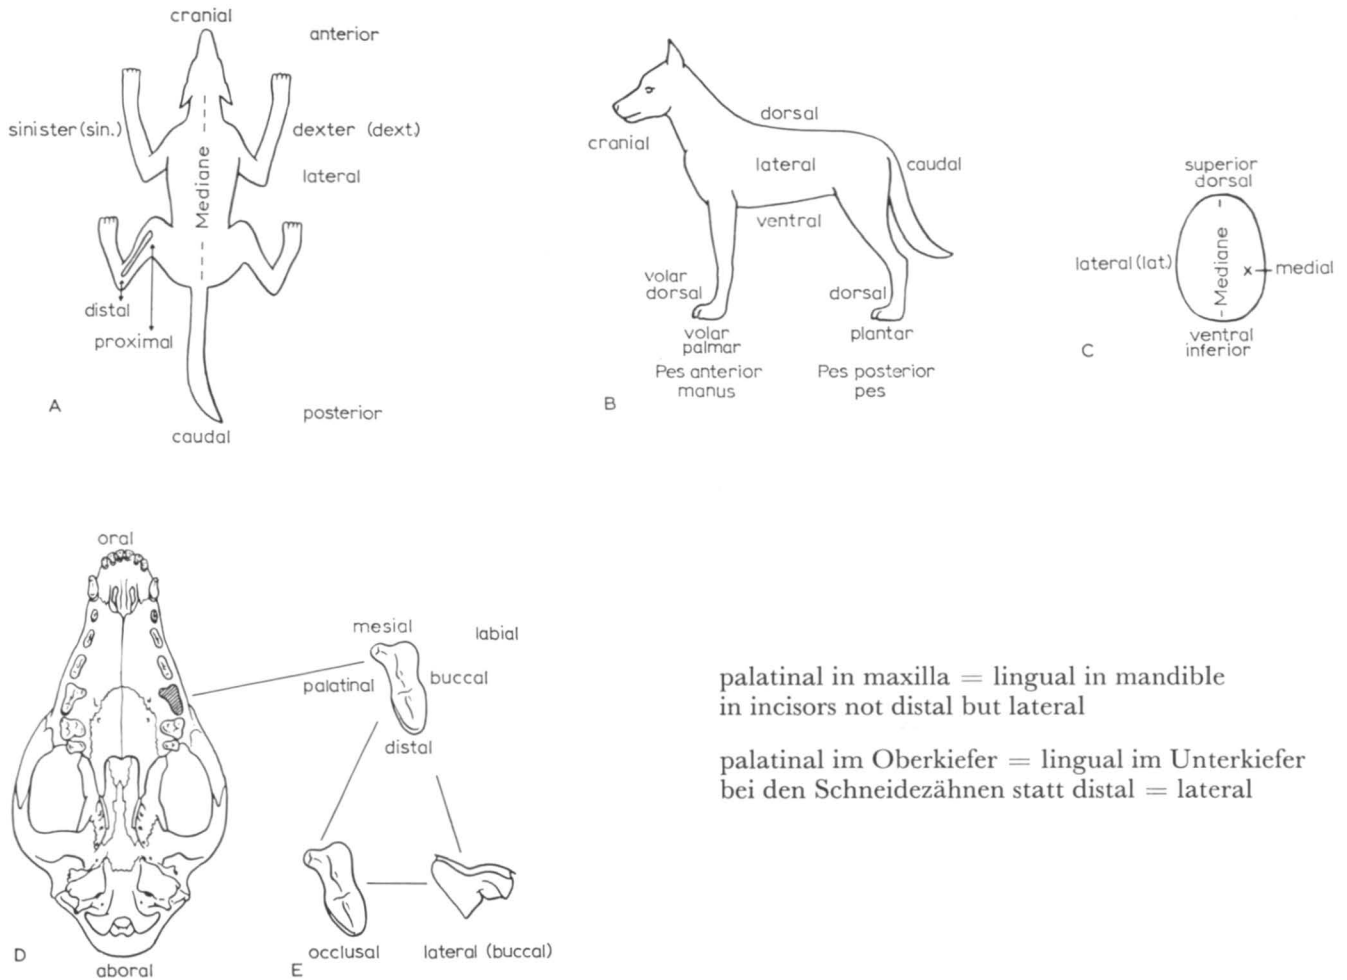 cranial
anterior
sinister (sin.)
dexter (dext.)
lateral
Mediane
distal
proximal
posterior
A
caudal
dorsal
cranial
lateral
caudal
ventral
volar
dorsal
dorsal
volar
palmar
plantar
Pes anterior
manus
Pes posterior
pes
B
superior
dorsal
lateral (lat.)
Mediane
x
medial
ventral
inferior
C
oral
D
aboral
mesial
labial
palatinal
buccal
distal
occlusal
lateral (buccal)
E
palatinal in maxilla = lingual in mandible
in incisors not distal but lateral
palatinal im Oberkiefer = lingual im Unterkiefer
bei den Schneidezähnen statt distal = lateral